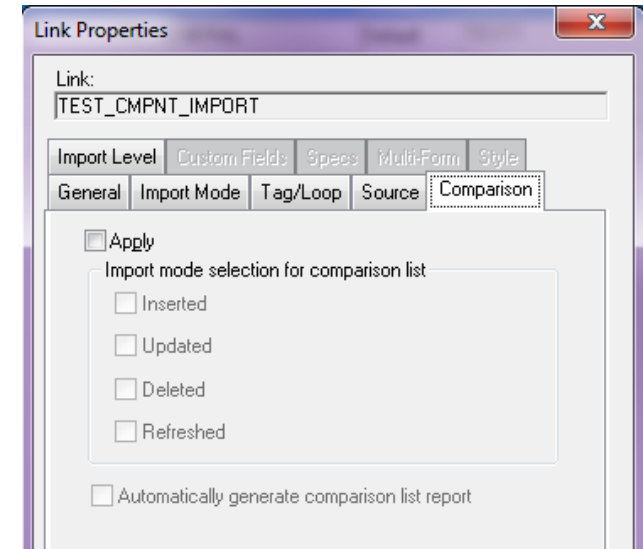 Link Properties
Link:
TEST_CMPNT_IMPORT
Import Level Custom Fields Specs Multi-Form Style
General Import Mode Tag/Loop Source Comparison
Apply
Import mode selection for comparison list
Inserted
Updated
Deleted
Refreshed
Automatically generate comparison list report